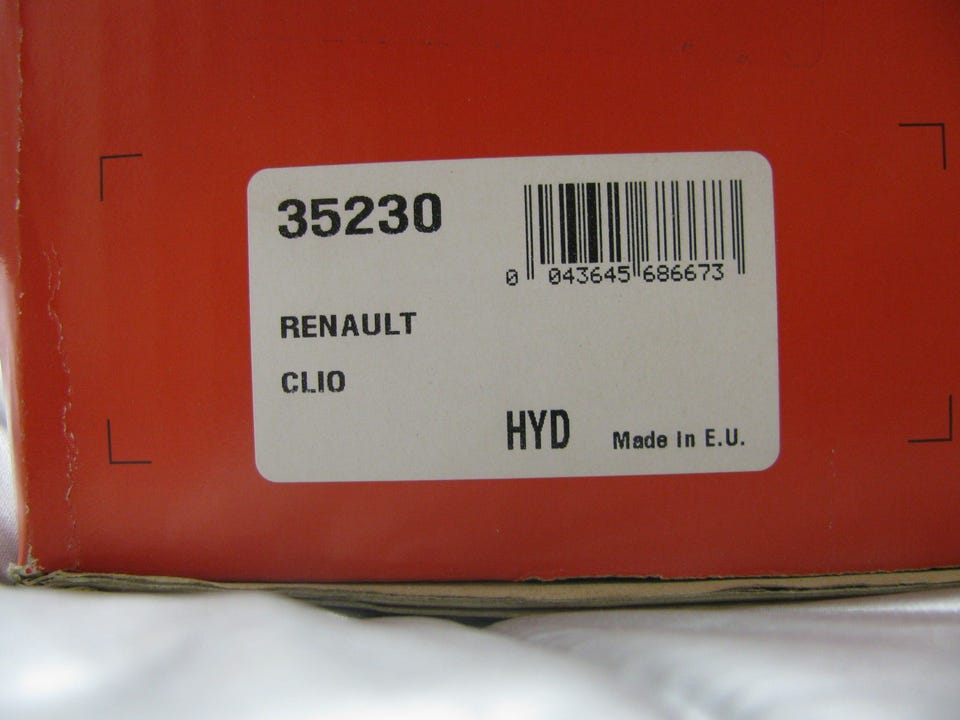 35230
0 043645 686673
RENAULT
CLIO
HYD Made in E.U.